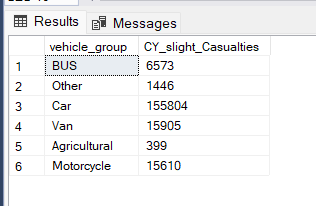 Results Messages
vehicle_group CY_slight_Casualties
1 BUS 6573
2 Other 1446
3 Car 155804
4 Van 15905
5 Agricultural 399
6 Motorcycle 15610